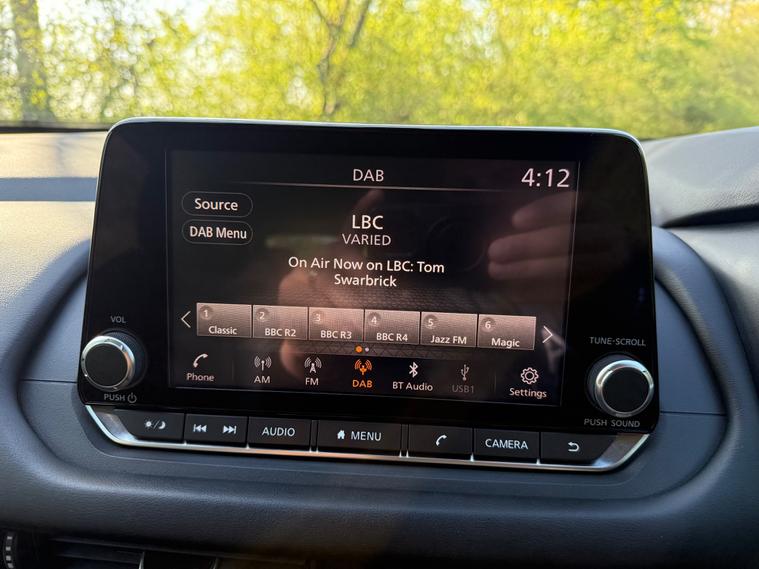 DAB
4:12
Source
LBC
VARIED
DAB Menu
On Air Now on LBC: Tom
Swarbrick
1 2 3 4 5 6
Classic BBC R2 BBC R3 BBC R4 Jazz FM Magic
VOL
TUNE·SCROLL
Phone AM FM DAB BT Audio USB1 Settings
PUSH
PUSH SOUND
AUDIO MENU CAMERA